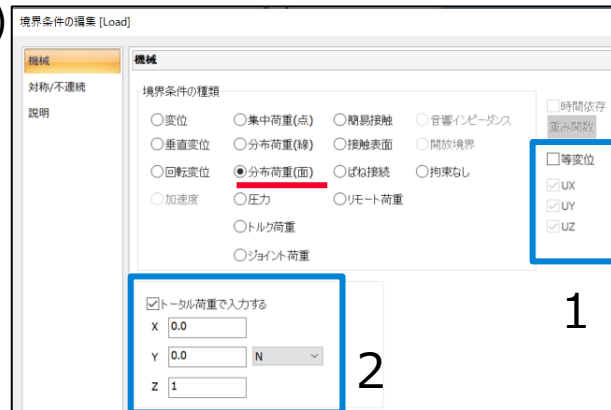 )
境界条件の編集 [Load]
機械
対称/不連続
説明
機械
境界条件の種類
変位 集中荷重(点) 簡易接触 音響インピーダンス
垂直変位 分布荷重(線) 接触表面 開放境界
回転変位 分布荷重(面) ばね接続 拘束なし
加速度 圧力 リモート荷重
トルク荷重
ジョイント荷重
時間依存
重み関数
等変位
UX
UY
UZ
1
トータル荷重で入力する
X 0.0
Y 0.0 N
Z 1
2